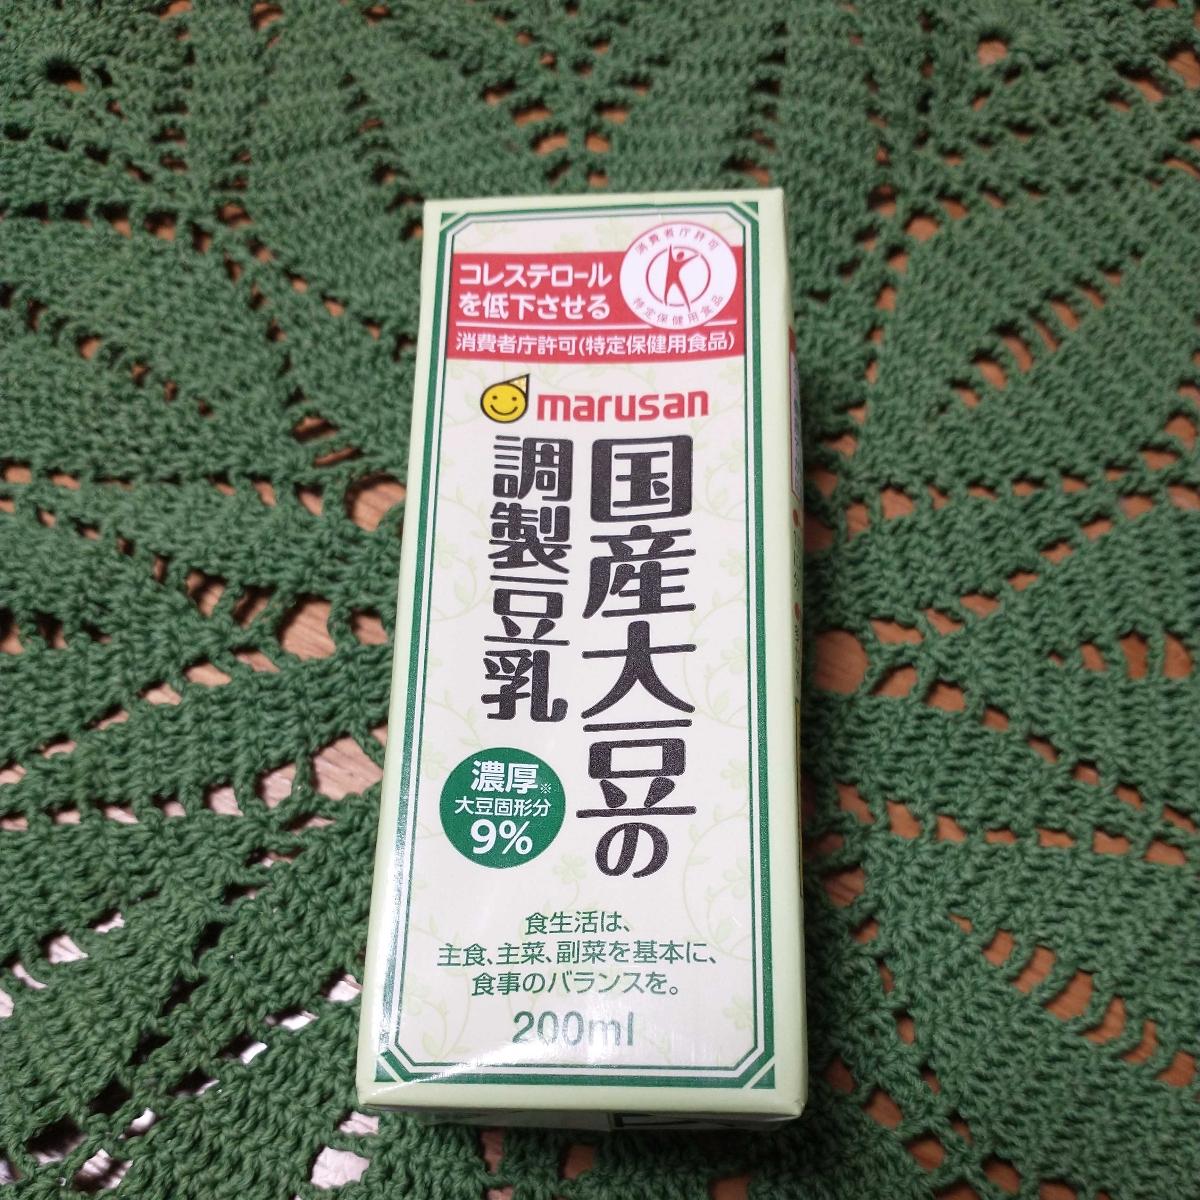 コレステロール
を低下させる
消費者庁許可
特定保健用食品
消費者庁許可(特定保健用食品)
marusan
国産大豆の
調製豆乳
濃厚※
大豆固形分
9%
食生活は、
主食、主菜、副菜を基本に、
食事のバランスを。
200ml